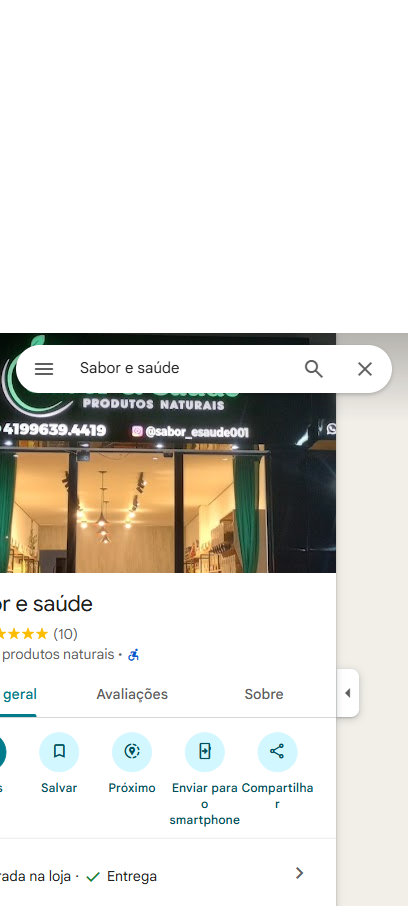 Sabor e saúde
PRODUTOS NATURAIS
4199639.4419
@sabor_esaude001
or e saúde
(10)
produtos naturais ·
geral
Avaliações
Sobre
s
Salvar
Próximo
Enviar para
o
smartphone
Compartilha
r
rada na loja · Entrega